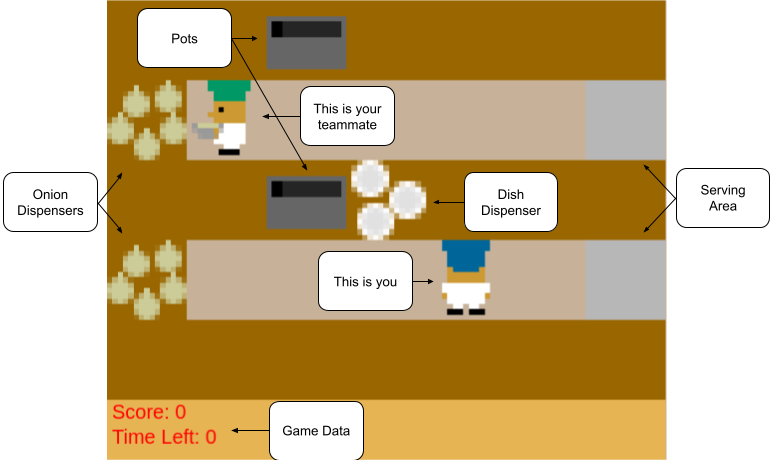 Pots
This is your
teammate
Onion
Dispensers
Dish
Dispenser
Serving
Area
This is you
Score: 0
Time Left: 0
Game Data